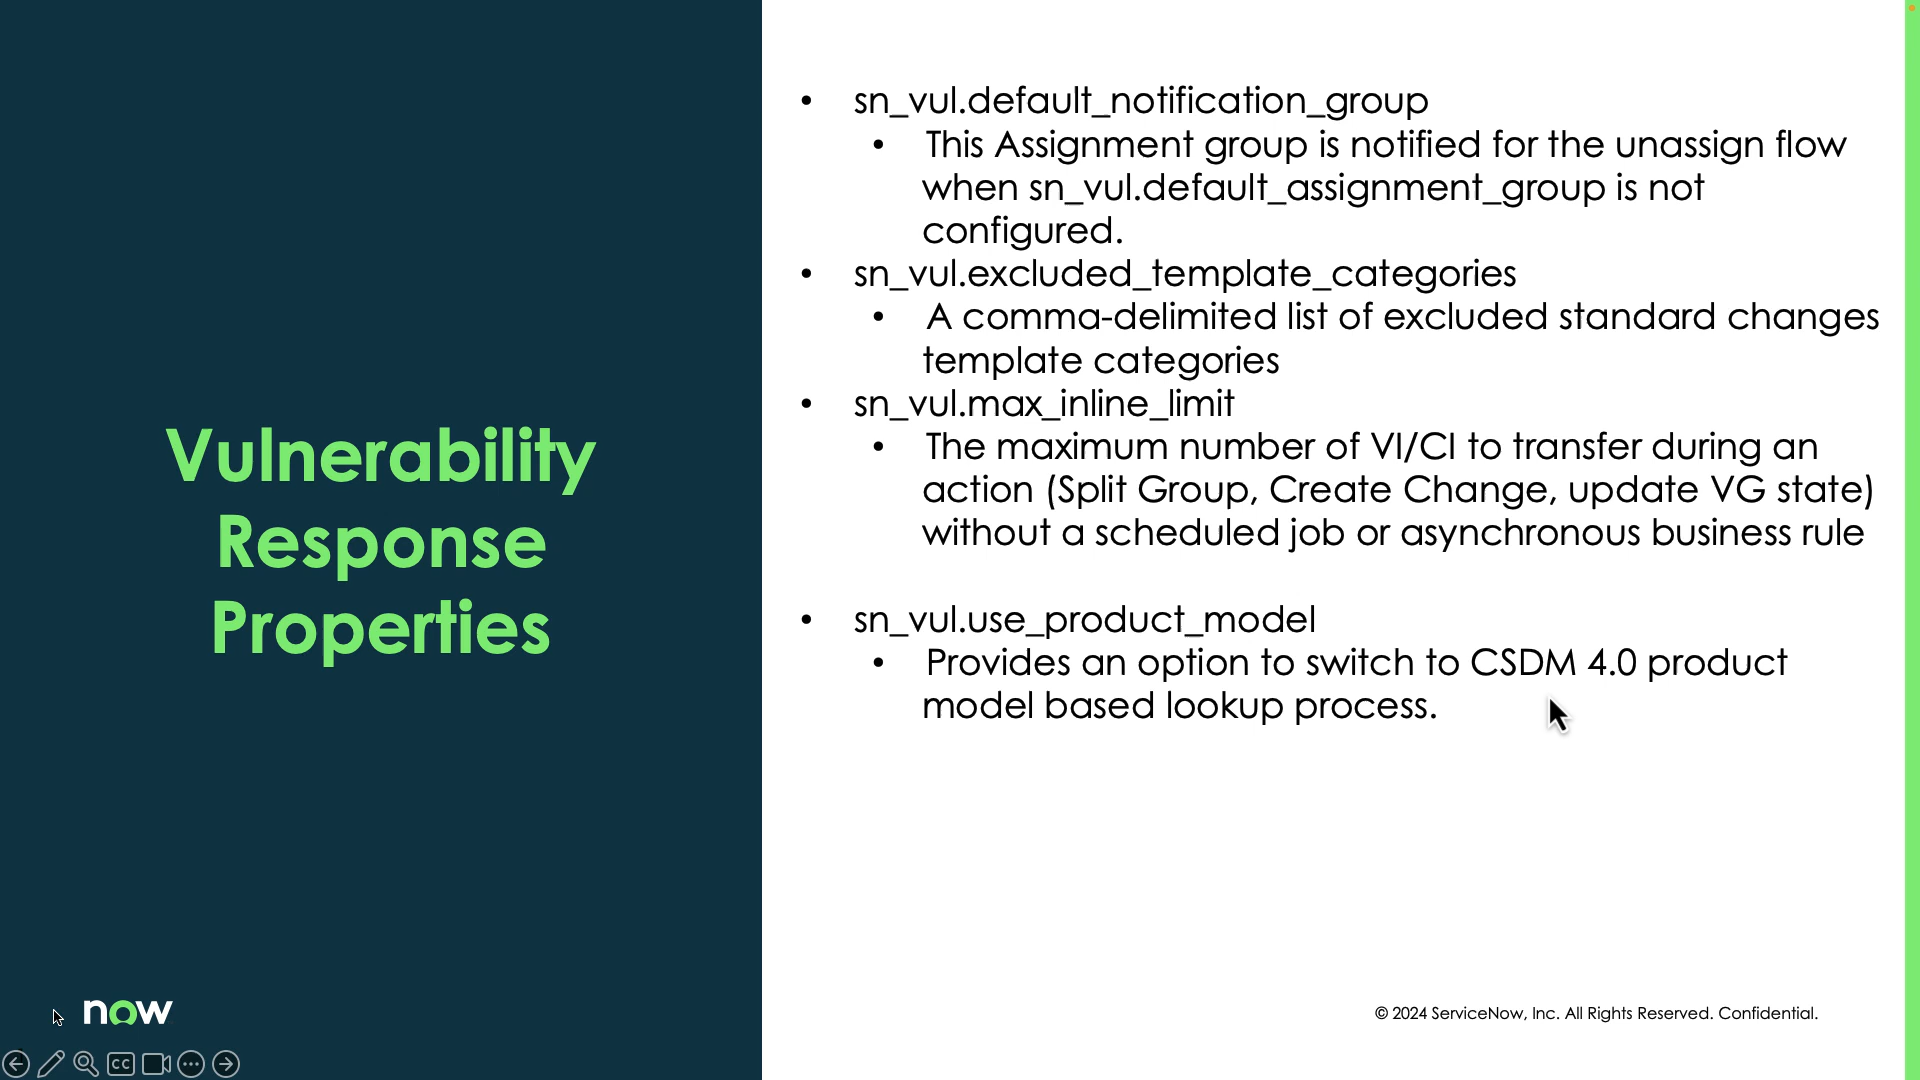 Vulnerability
Response
Properties
• sn_vul.default_notification_group
• This Assignment group is notified for the unassign flow
when sn_vul.default_assignment_group is not
configured.
• sn_vul.excluded_template_categories
• A comma-delimited list of excluded standard changes
template categories
• sn_vul.max_inline_limit
• The maximum number of VI/CI to transfer during an
action (Split Group, Create Change, update VG state)
without a scheduled job or asynchronous business rule
• sn_vul.use_product_model
• Provides an option to switch to CSDM 4.0 product
model based lookup process.
now
© 2024 ServiceNow, Inc. All Rights Reserved. Confidential.
CC